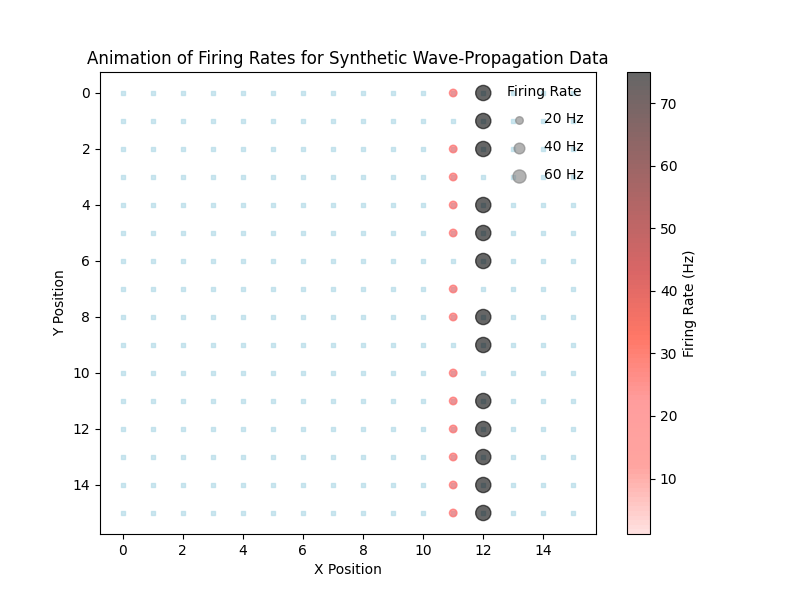 Animation of Firing Rates for Synthetic Wave-Propagation Data
Firing Rate
20 Hz
40 Hz
60 Hz
0
2
4
6
8
10
12
14
Y Position
0
2
4
6
8
10
12
14
X Position
70
60
50
40
30
20
10
Firing Rate (Hz)